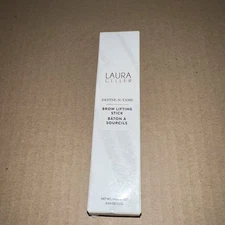 LAURA
GELLER
BROW LIFTING
STICK
BÂTON À
SOURCILS